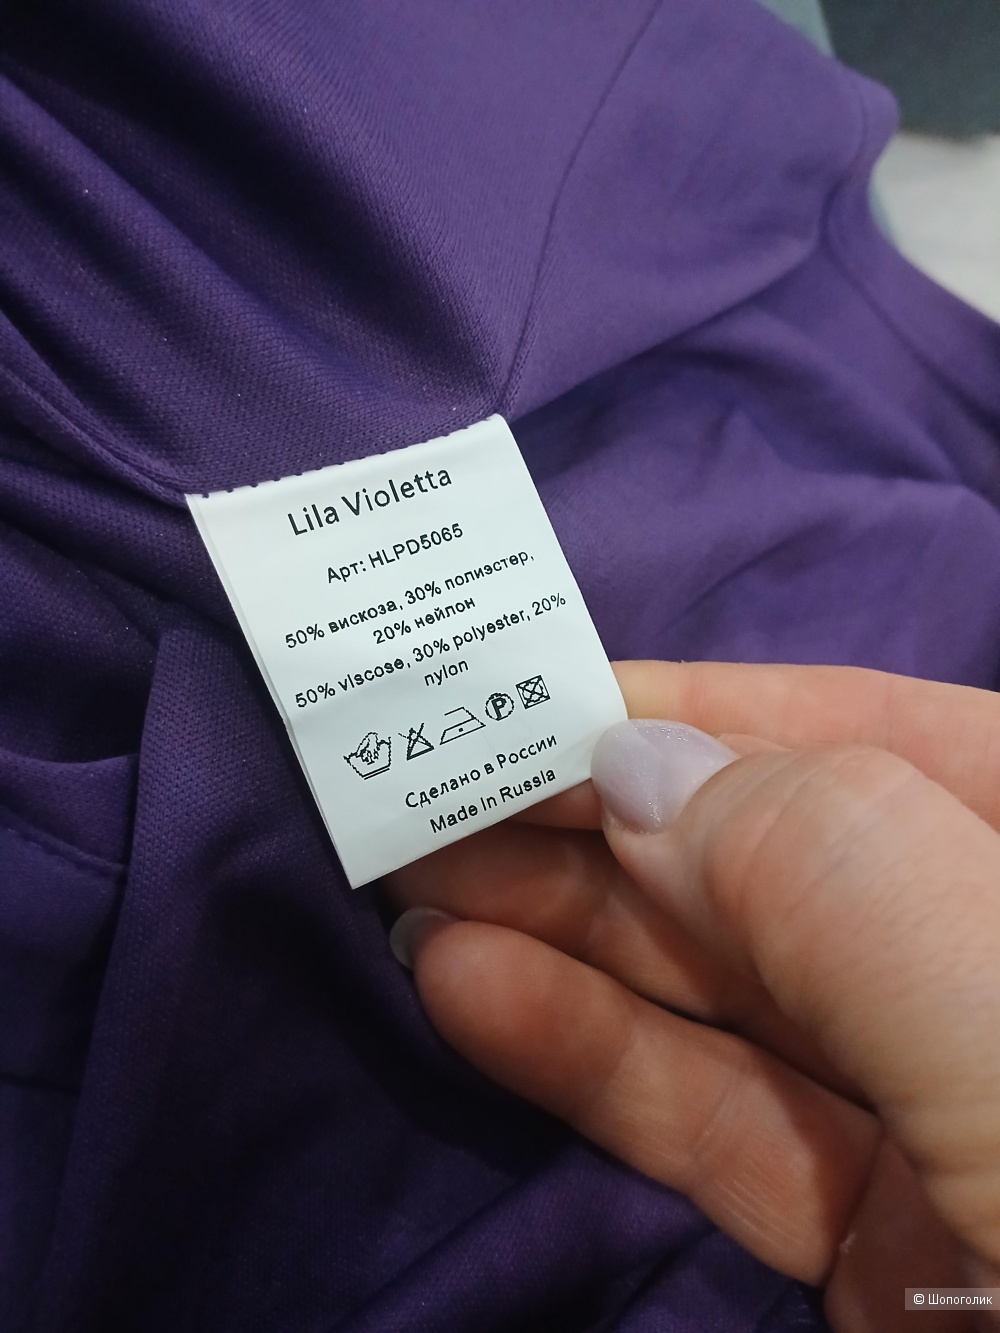 Lila Violetta
Арт: HLPD5065
50% вискоза, 30% полиэстер,
20% нейлон
50% viscose, 30% polyester, 20%
nylon
P
Сделано в России
Made In Russia
© Шопоголик